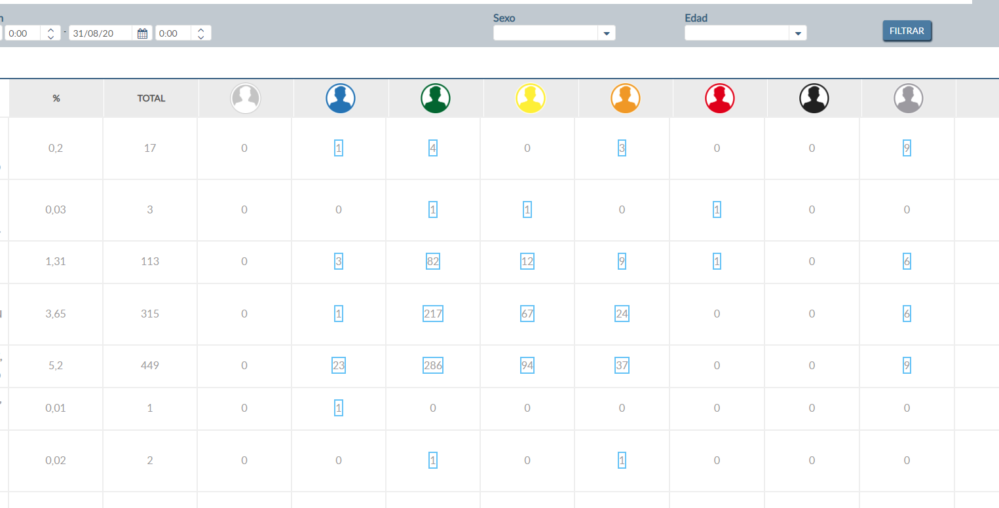 Sexo Edad
0:00 - 31/08/20 0:00 FILTRAR
% TOTAL
0,2 17 0 1 4 0 3 0 0 9
0,03 3 0 0 1 1 0 1 0 0
1,31 113 0 3 82 12 9 1 0 6
3,65 315 0 1 217 67 24 0 0 6
5,2 449 0 23 286 94 37 0 0 9
0,01 1 0 1 0 0 0 0 0 0
0,02 2 0 0 1 0 1 0 0 0